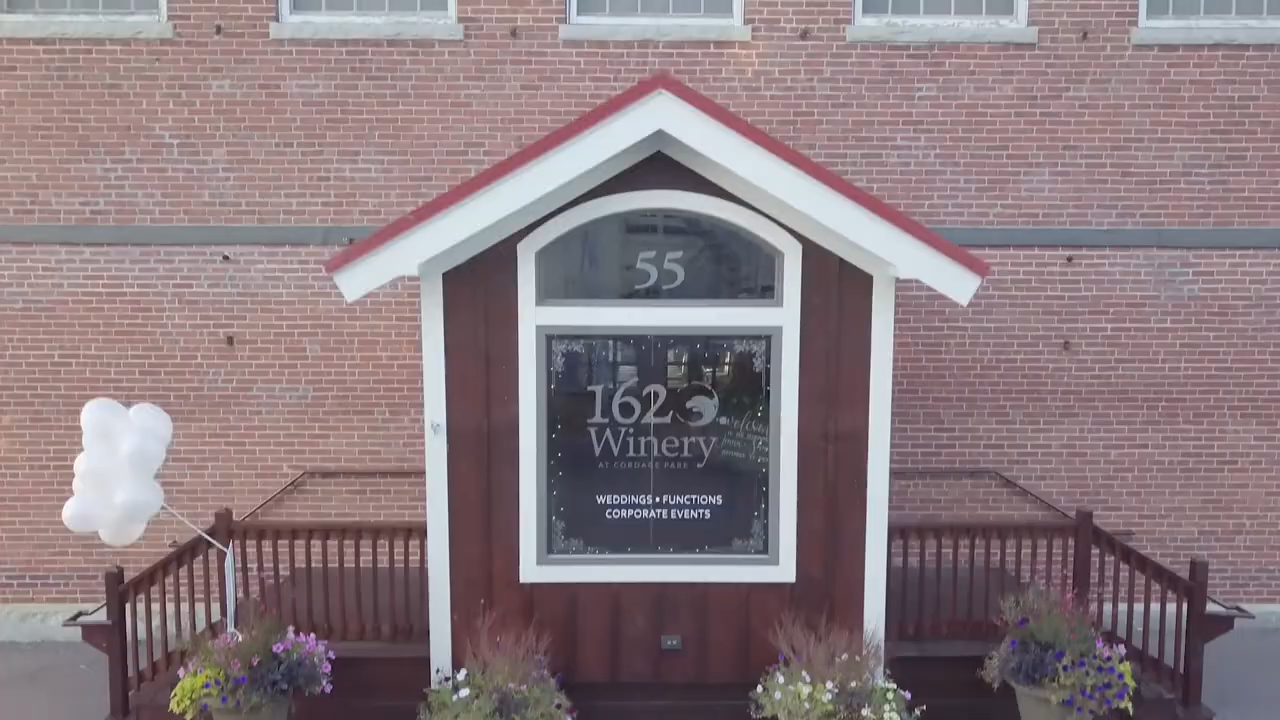 55
1620
Winery
AT CORDAGE PARK
WEDDINGS • FUNCTIONS
CORPORATE EVENTS